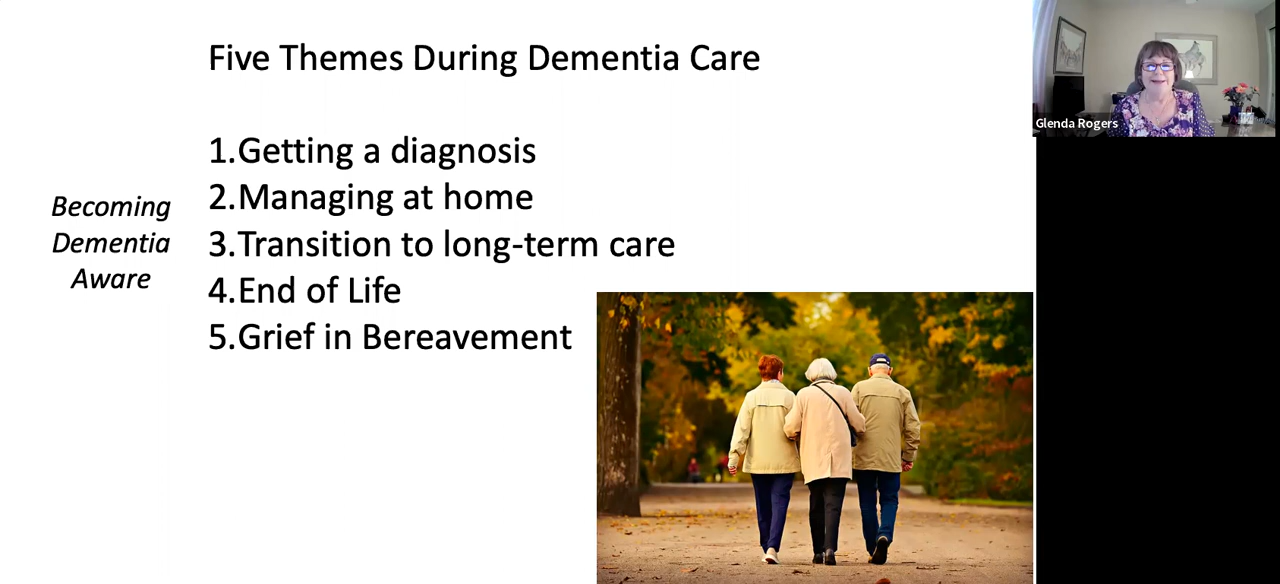 Five Themes During Dementia Care
1.Getting a diagnosis
2.Managing at home
3.Transition to long-term care
4.End of Life
5.Grief in Bereavement
Becoming
Dementia
Aware
Glenda Rogers